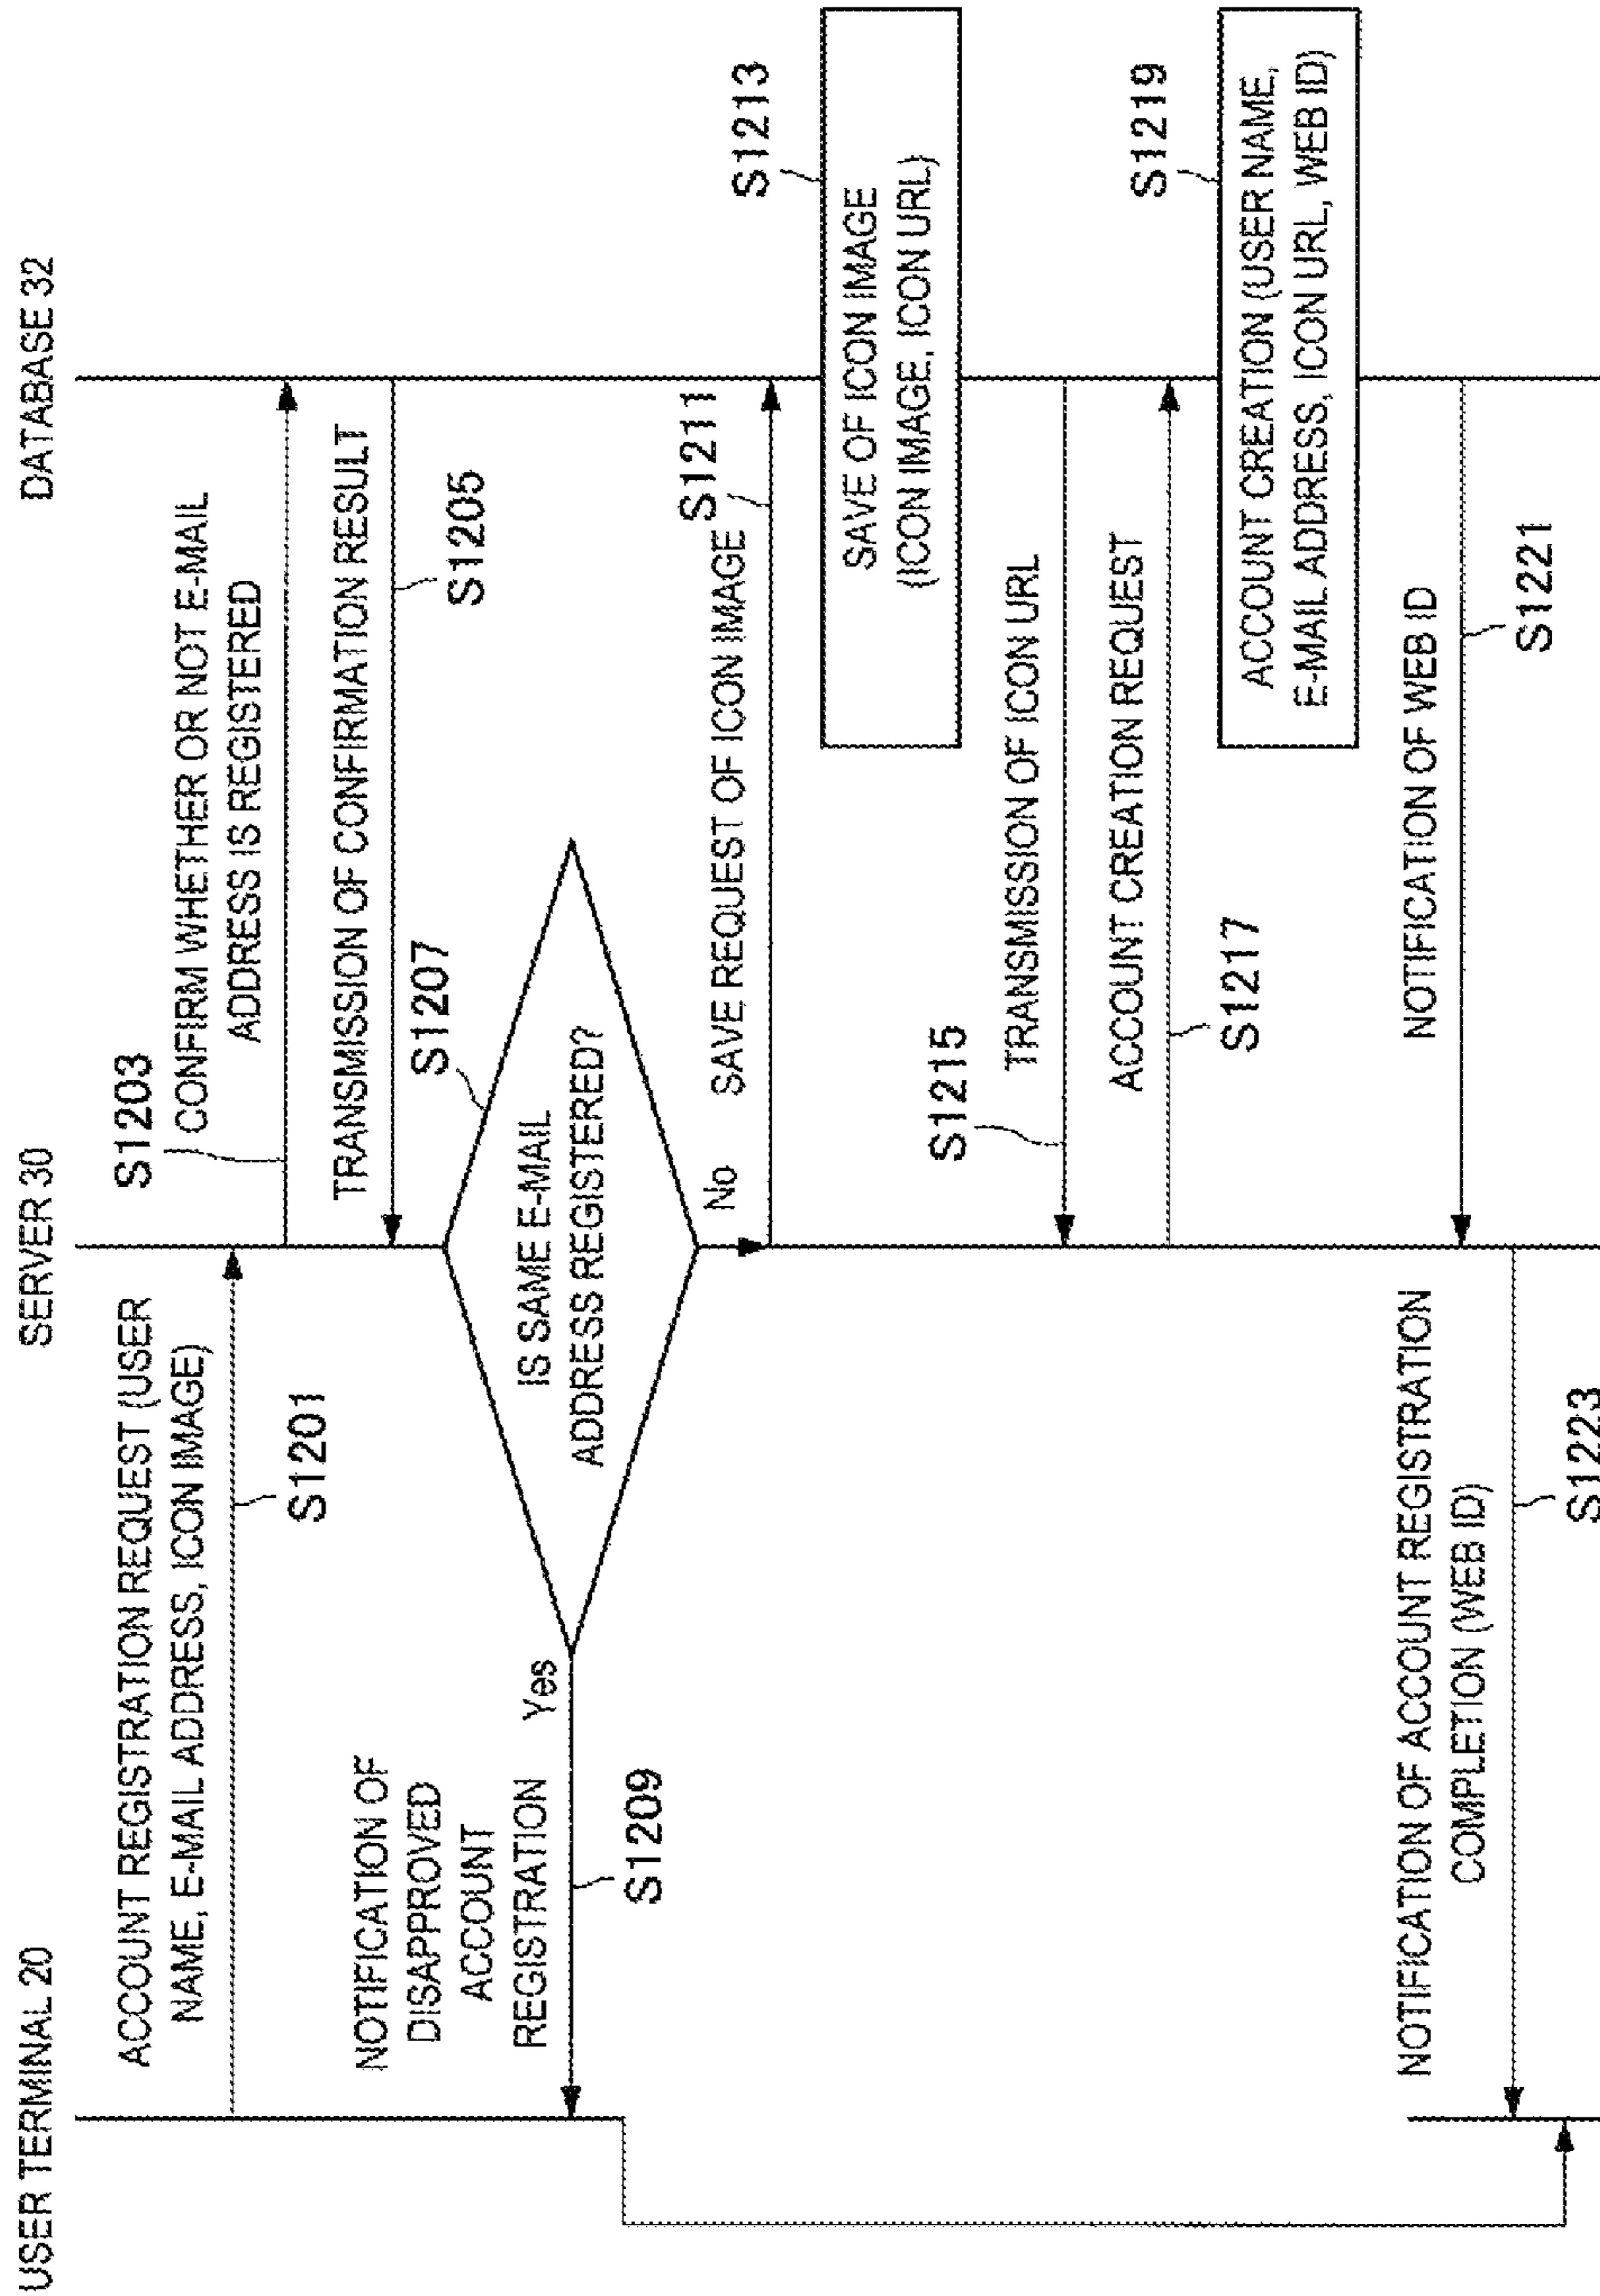 USER TERMINAL 20
SERVER 30
DATABASE 32
ACCOUNT REGISTRATION REQUEST (USER
NAME, E-MAIL ADDRESS, ICON IMAGE)
S1201
S1203
CONFIRM WHETHER OR NOT E-MAIL
ADDRESS IS REGISTERED
TRANSMISSION OF CONFIRMATION RESULT
S1205
S1207
IS SAME E-MAIL
ADDRESS REGISTERED?
Yes
NOTIFICATION OF
DISAPPROVED
ACCOUNT
REGISTRATION
S1209
No
SAVE REQUEST OF ICON IMAGE
S1211
S1213
SAVE OF ICON IMAGE
(ICON IMAGE, ICON URL)
S1215
TRANSMISSION OF ICON URL
ACCOUNT CREATION REQUEST
S1217
S1219
ACCOUNT CREATION (USER NAME,
E-MAIL ADDRESS, ICON URL, WEB ID)
NOTIFICATION OF WEB ID
S1221
NOTIFICATION OF ACCOUNT REGISTRATION
COMPLETION (WEB ID)
S1223